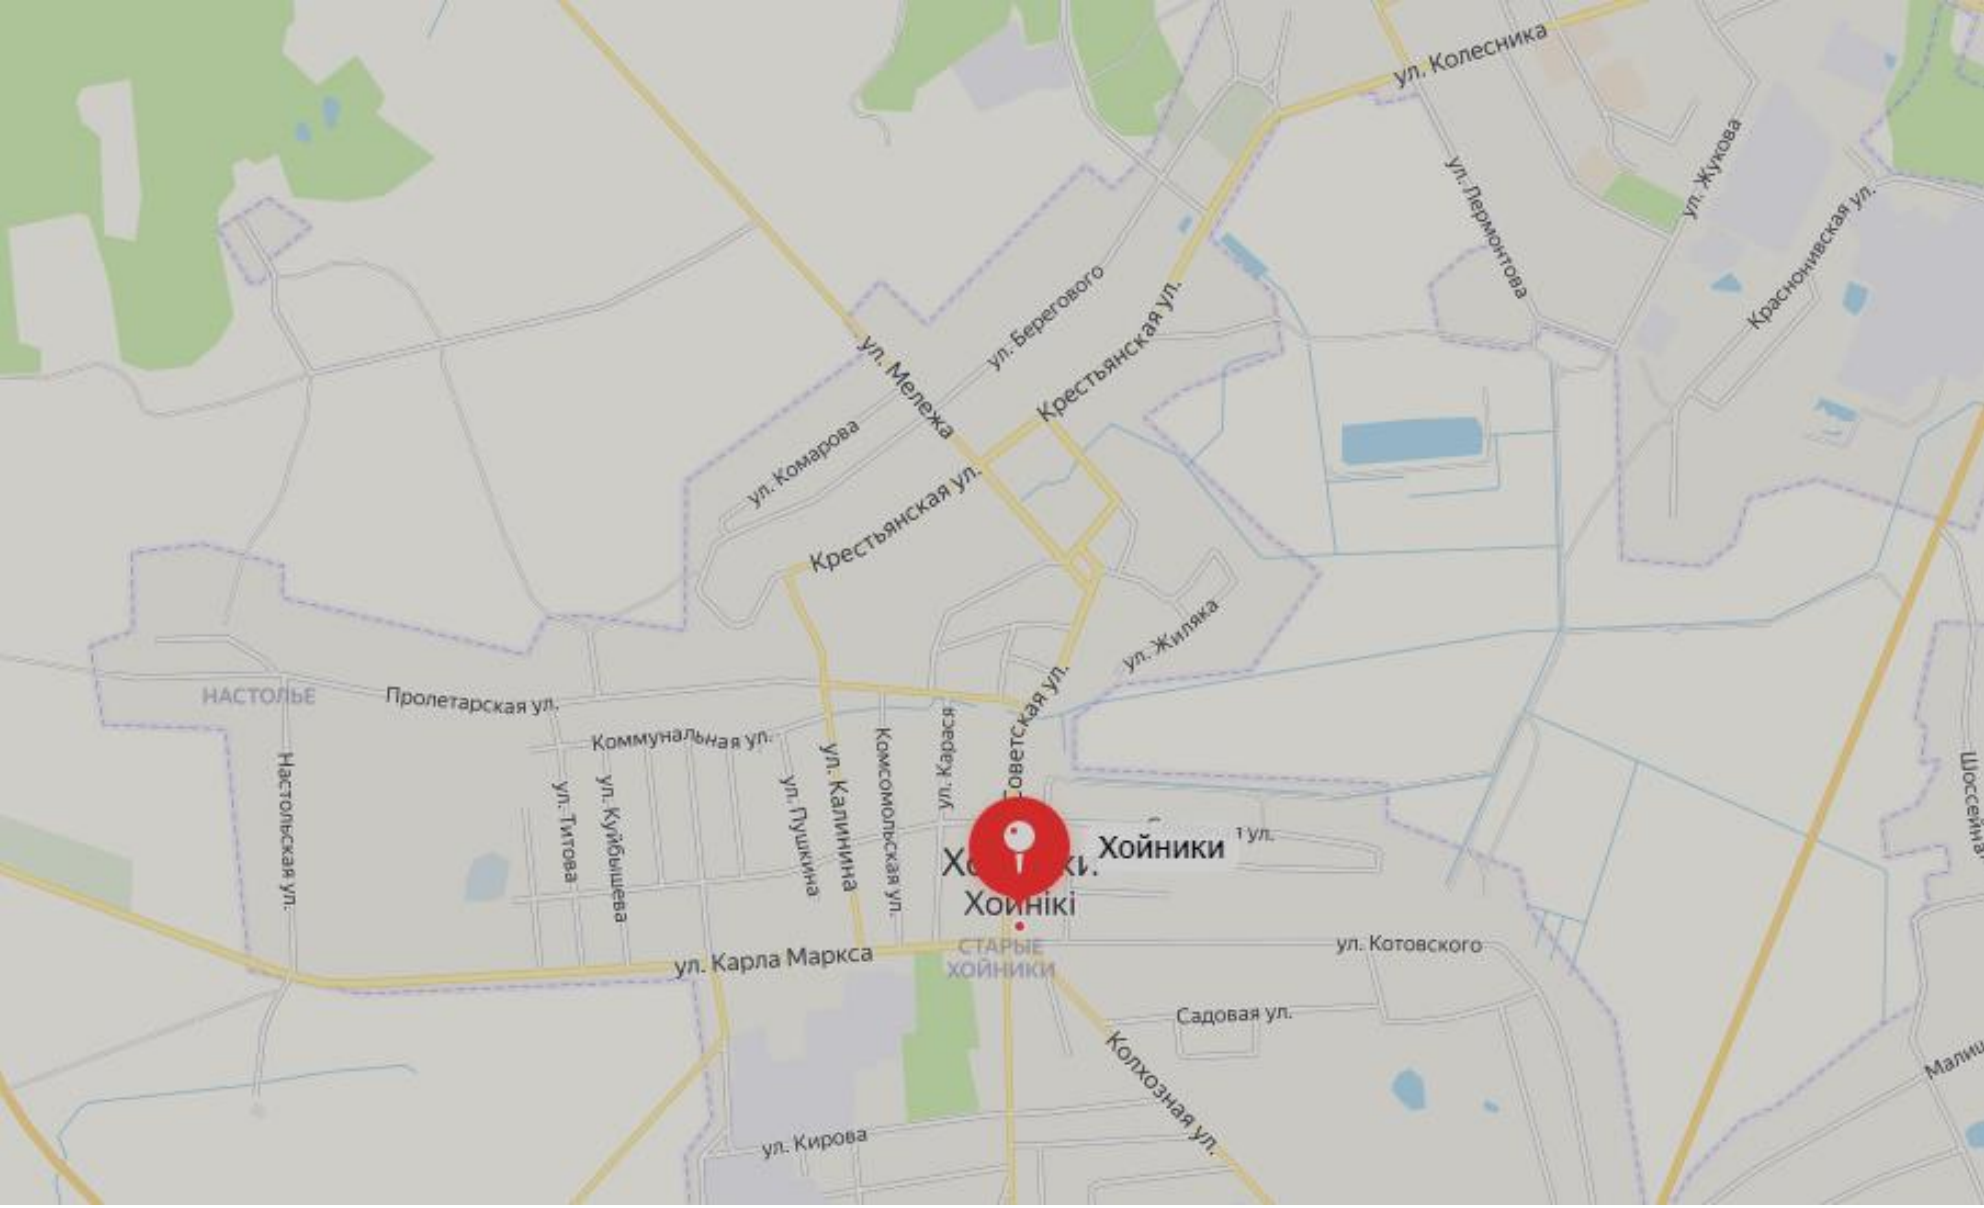 ул. Колесника
ул. Жукова
ул. Лермонтова
Краснонивская ул.
ул. Берегового
Крестьянская ул.
ул. Мележа
ул. Комарова
Крестьянская ул.
ул. Жиляка
НАСТОЛЬЕ
Пролетарская ул.
Советская ул.
Коммунальная ул.
Настольская ул.
ул. Титова
ул. Куйбышева
ул. Пушкина
ул. Калинина
Комсомольская ул.
ул. Карася
ул.
Хойники
Хойнікі
СТАРЫЕ
ХОЙНИКИ
ул. Карла Маркса
ул. Котовского
Садовая ул.
Колхозная ул.
ул. Кирова